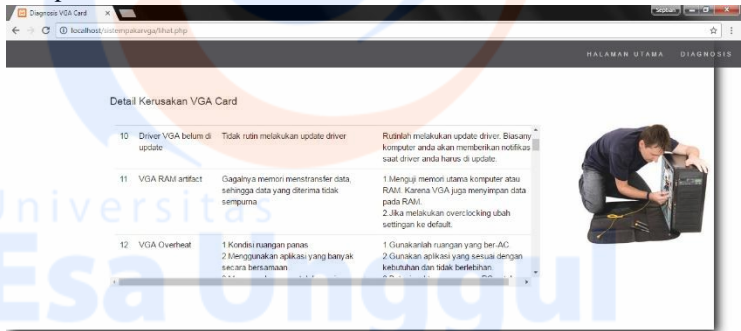 Diagnosis VGA Card
Septian
localhost/sistempakarvga/lihat.php
HALAMAN UTAMA DIAGNOSIS
Detail Kerusakan VGA Card
10 Driver VGA belum di update Tidak rutin melakukan update driver Rutinlah melakukan update driver. Biasany
komputer anda akan memberikan notifikas
saat driver anda harus di update.
11 VGA RAM artifact Gagalnya memori menstransfer data,
sehingga data yang diterima tidak
sempurna
1.Menguji memori utama komputer atau
RAM. Karena VGA juga menyimpan data
pada RAM.
2.Jika melakukan overclocking ubah
settingan ke default.
12 VGA Overheat 1.Kondisi ruangan panas
2.Menggunakan aplikasi yang banyak
secara bersamaan
1.Gunakanlah ruangan yang ber-AC
2.Gunakan aplikasi yang sesuai dengan
kebutuhan dan tidak berlebihan.
Universitas
Esa Unggul